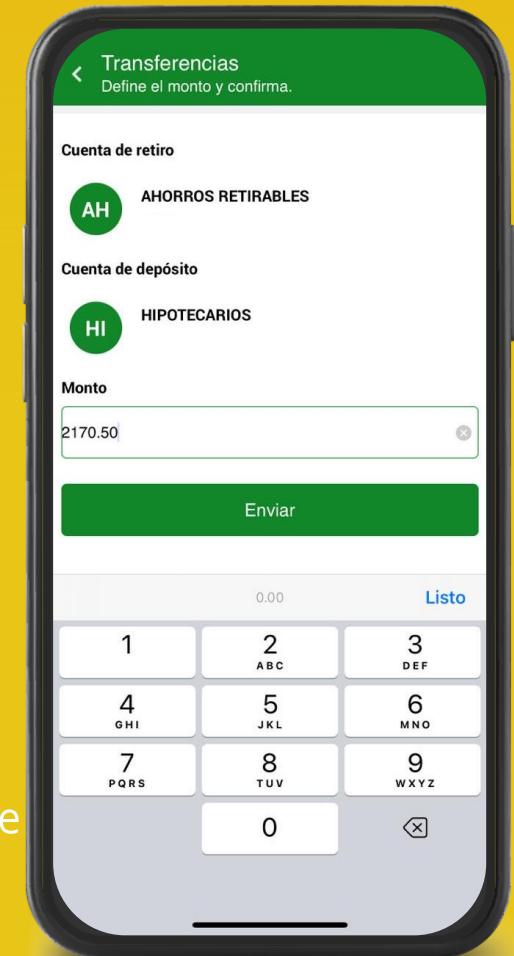 Transferencias
Define el monto y confirma.
Cuenta de retiro
AH
AHORROS RETIRABLES
Cuenta de depósito
HI
HIPOTECARIOS
Monto
2170.50
Enviar
0.00
Listo
1
2
ABC
3
DEF
4
GHI
5
JKL
6
MNO
7
PQRS
8
TUV
9
WXYZ
0
e